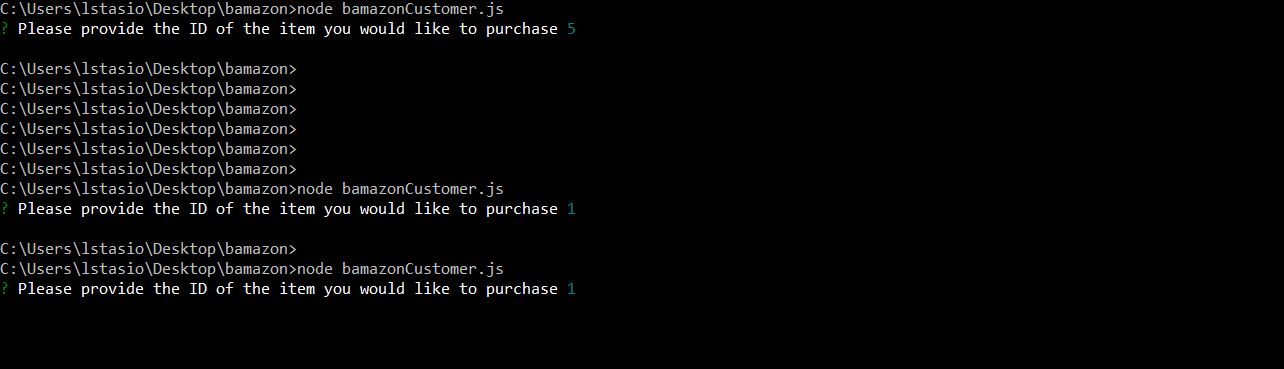 C:\Users\lstasio\Desktop\bamazon>node bamazonCustomer.js
? Please provide the ID of the item you would like to purchase 5
C:\Users\lstasio\Desktop\bamazon>
C:\Users\lstasio\Desktop\bamazon>
C:\Users\lstasio\Desktop\bamazon>
C:\Users\lstasio\Desktop\bamazon>
C:\Users\lstasio\Desktop\bamazon>
C:\Users\lstasio\Desktop\bamazon>
C:\Users\lstasio\Desktop\bamazon>node bamazonCustomer.js
? Please provide the ID of the item you would like to purchase 1
C:\Users\lstasio\Desktop\bamazon>
C:\Users\lstasio\Desktop\bamazon>node bamazonCustomer.js
? Please provide the ID of the item you would like to purchase 1